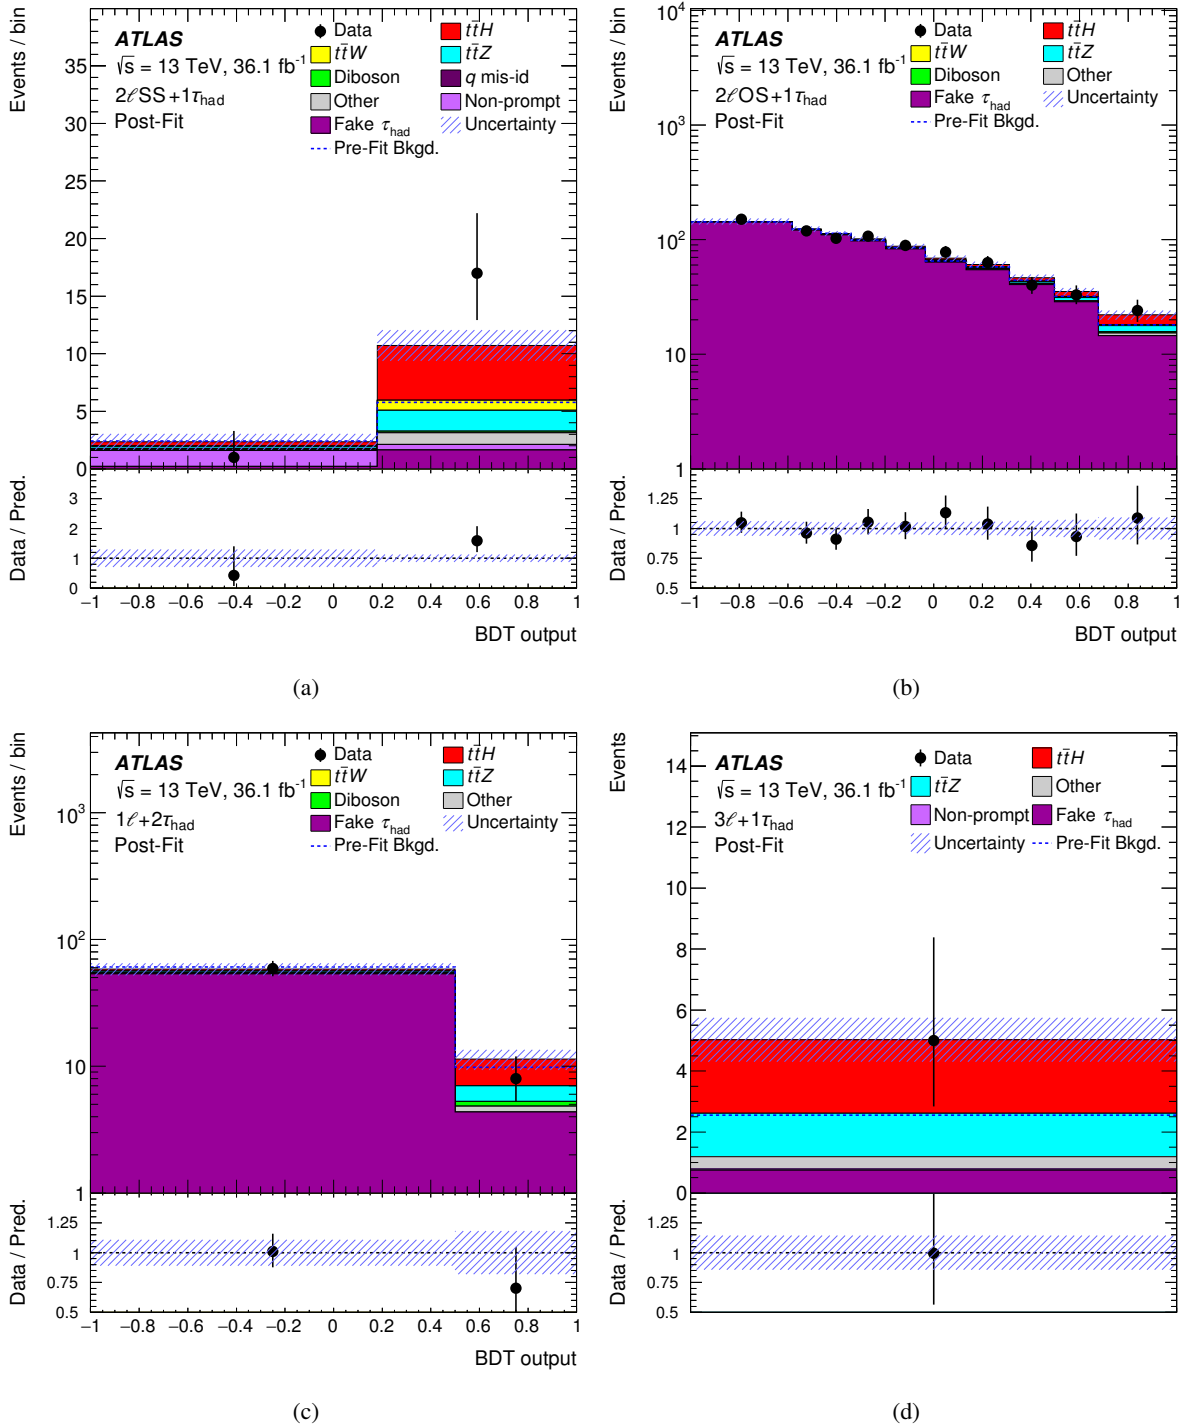 Events / bin
ATLAS
√s = 13 TeV, 36.1 fb⁻¹
2ℓSS+1τhad
Post-Fit
Data
tt̄H
tt̄W
tt̄Z
Diboson
q mis-id
Other
Non-prompt
Fake τhad
Uncertainty
Pre-Fit Bkgd.
35
30
25
20
15
10
5
0
Data / Pred.
3
2
1
0
−1 −0.8 −0.6 −0.4 −0.2 0 0.2 0.4 0.6 0.8 1
BDT output
(a)
Events / bin
ATLAS
√s = 13 TeV, 36.1 fb⁻¹
2ℓOS+1τhad
Post-Fit
Data
tt̄H
tt̄W
tt̄Z
Diboson
Other
Fake τhad
Uncertainty
Pre-Fit Bkgd.
10⁴
10³
10²
10
1
Data / Pred.
1.25
1
0.75
0.5
−1 −0.8 −0.6 −0.4 −0.2 0 0.2 0.4 0.6 0.8 1
BDT output
(b)
Events / bin
ATLAS
√s = 13 TeV, 36.1 fb⁻¹
1ℓ+2τhad
Post-Fit
Data
tt̄H
tt̄W
tt̄Z
Diboson
Other
Fake τhad
Uncertainty
Pre-Fit Bkgd.
10³
10²
10
1
Data / Pred.
1.25
1
0.75
0.5
−1 −0.8 −0.6 −0.4 −0.2 0 0.2 0.4 0.6 0.8 1
BDT output
(c)
Events
ATLAS
√s = 13 TeV, 36.1 fb⁻¹
3ℓ+1τhad
Post-Fit
Data
tt̄H
tt̄Z
Other
Non-prompt
Fake τhad
Uncertainty
Pre-Fit Bkgd.
14
12
10
8
6
4
2
0
Data / Pred.
1.25
1
0.75
0.5
(d)